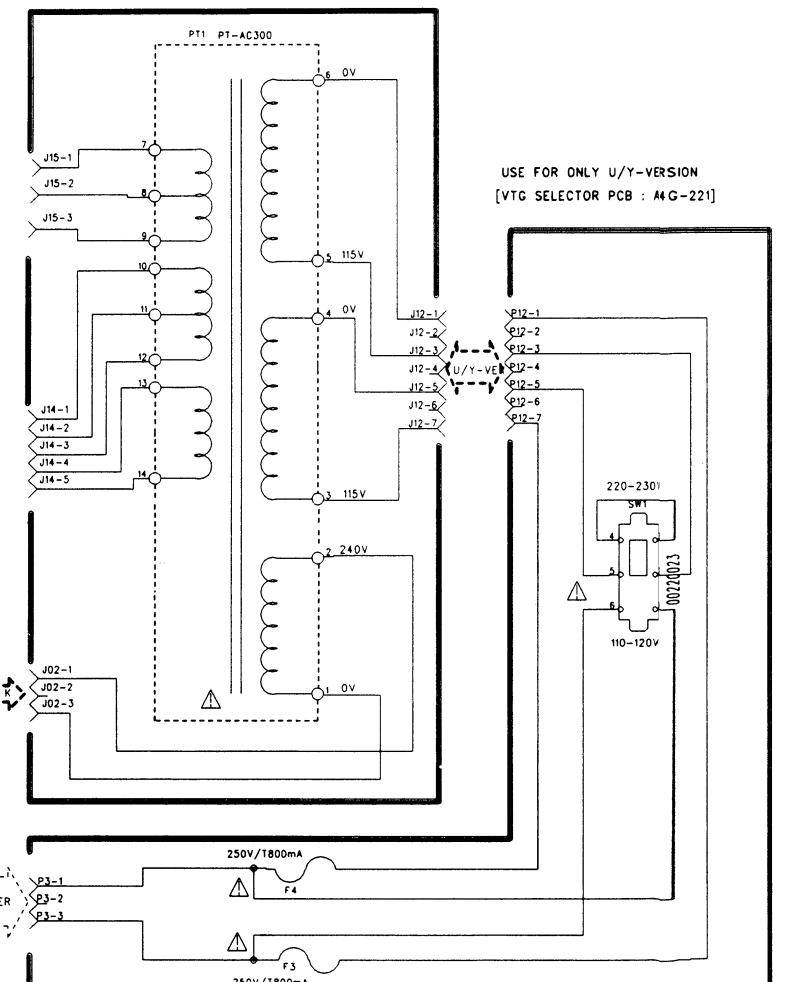 PT1 PT-AC300
6 0V
7
J15-1
J15-2
8
J15-3
9
USE FOR ONLY U/Y-VERSION
[VTG SELECTOR PCB : A4G-221]
5 115V
10
4 0V
11
J12-1
J12-2
J12-3
J12-4
J12-5
J12-6
J12-7
U/Y-VE
P12-1
P12-2
P12-3
P12-4
P12-5
P12-6
P12-7
12
13
J14-1
J14-2
J14-3
J14-4
J14-5
14
3 115V
220-230V
SW1
4
5
6
00220023
110-120V
2 240V
1 0V
J02-1
J02-2
J02-3
K
250V/T800mA
F4
P3-1
P3-2
P3-3
ER
F3
250V/T800mA